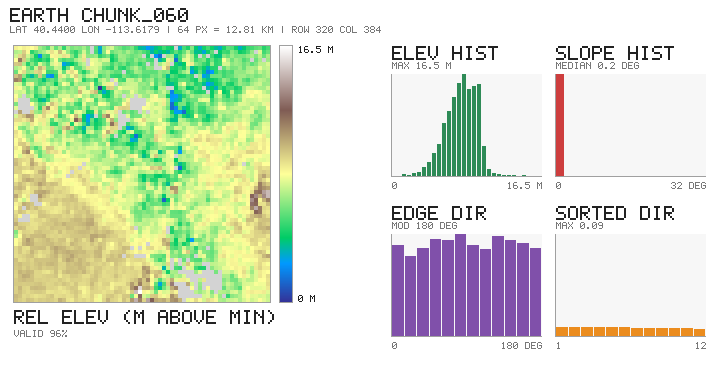 EARTH CHUNK_060
LAT 40.4400 LON -113.6179 | 64 PX = 12.81 KM | ROW 320 COL 384
16.5 M
0 M
REL ELEV (M ABOVE MIN)
VALID 96%
ELEV HIST
MAX 16.5 M
0 16.5 M
SLOPE HIST
MEDIAN 0.2 DEG
0 32 DEG
EDGE DIR
MOD 180 DEG
0 180 DEG
SORTED DIR
MAX 0.09
1 12